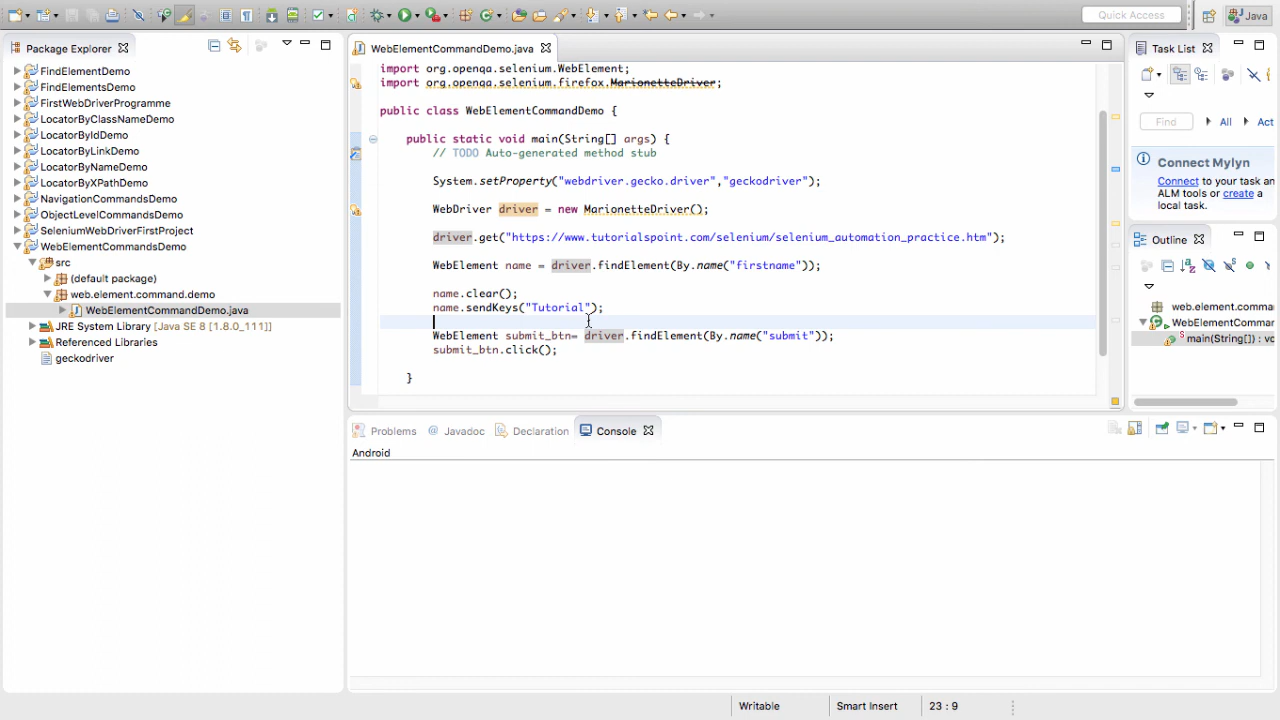 Quick Access
Java
Package Explorer
FindElementDemo
FindElementsDemo
FirstWebDriverProgramme
LocatorByClassNameDemo
LocatorByIdDemo
LocatorByLinkDemo
LocatorByNameDemo
LocatorByXPathDemo
NavigationCommandsDemo
ObjectLevelCommandsDemo
SeleniumWebDriverFirstProject
WebElementCommandsDemo
src
(default package)
web.element.command.demo
WebElementCommandDemo.java
JRE System Library [Java SE 8 [1.8.0_111]]
Referenced Libraries
geckodriver
WebElementCommandDemo.java
import org.openqa.selenium.WebElement;
import org.openqa.selenium.firefox.MarionetteDriver;
public class WebElementCommandDemo {
public static void main(String[] args) {
// TODO Auto-generated method stub
System.setProperty("webdriver.gecko.driver","geckodriver");
WebDriver driver = new MarionetteDriver();
driver.get("https://www.tutorialspoint.com/selenium/selenium_automation_practice.htm");
WebElement name = driver.findElement(By.name("firstname"));
name.clear();
name.sendKeys("Tutorial");
WebElement submit_btn= driver.findElement(By.name("submit"));
submit_btn.click();
}
Task List
Find
All
Act
Connect Mylyn
Connect to your task an
ALM tools or create a
local task.
Outline
web.element.command.
WebElementCommar
main(String[]) : vo
Problems
Javadoc
Declaration
Console
Android
Writable
Smart Insert
23 : 9